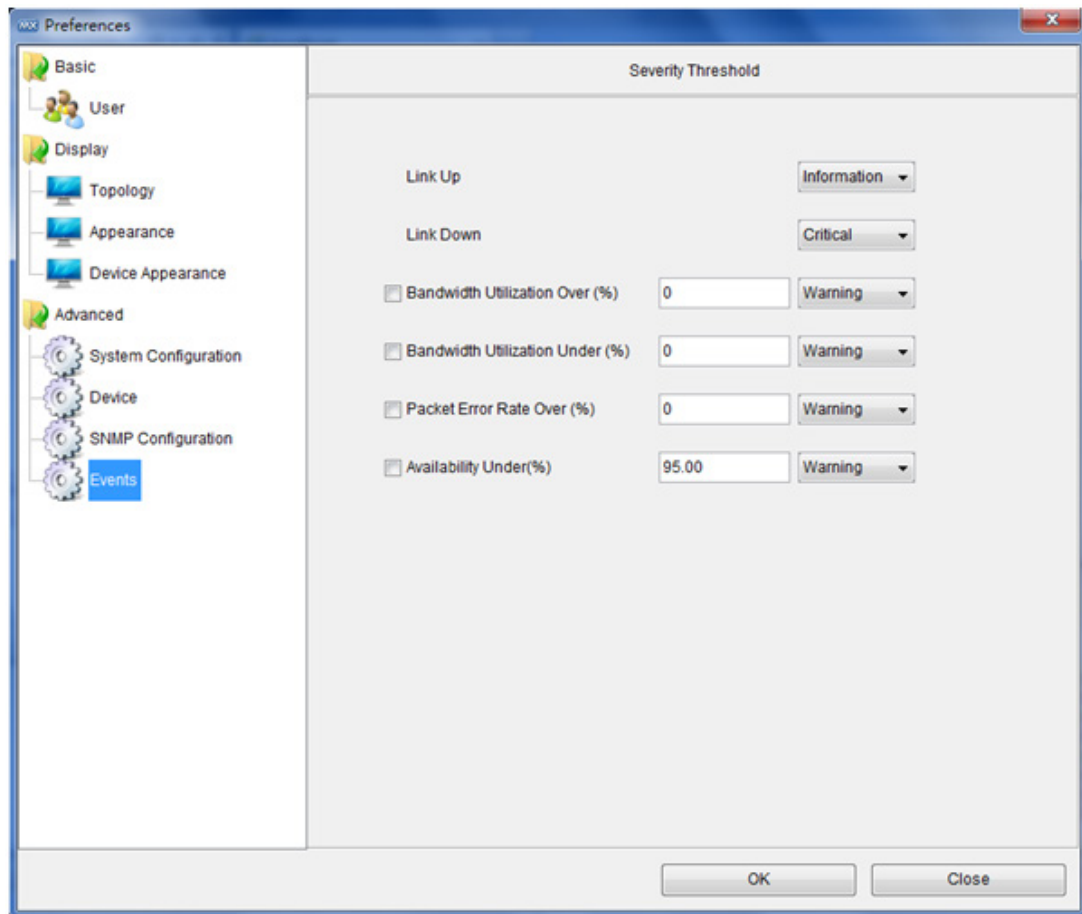 MX Preferences
Basic
User
Display
Topology
Appearance
Device Appearance
Advanced
System Configuration
Device
SNMP Configuration
Events
Severity Threshold
Link Up Information
Link Down Critical
Bandwidth Utilization Over (%) 0 Warning
Bandwidth Utilization Under (%) 0 Warning
Packet Error Rate Over (%) 0 Warning
Availability Under(%) 95.00 Warning
OK Close